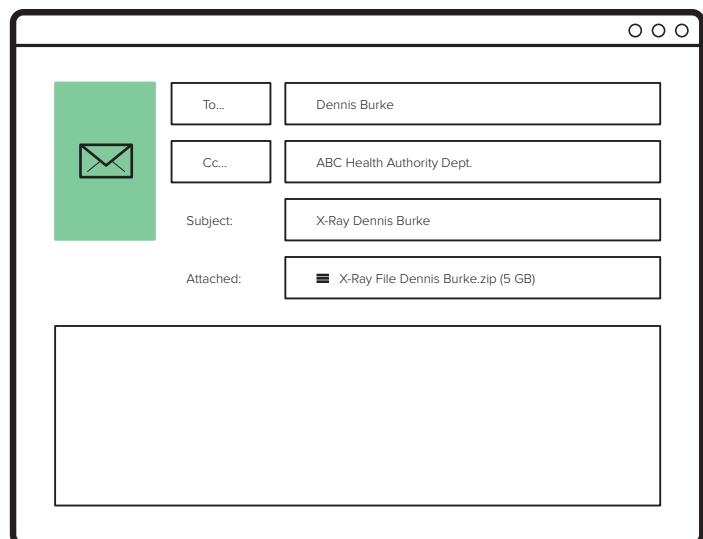 To...
Dennis Burke
Cc...
ABC Health Authority Dept.
Subject:
X-Ray Dennis Burke
Attached:
X-Ray File Dennis Burke.zip (5 GB)